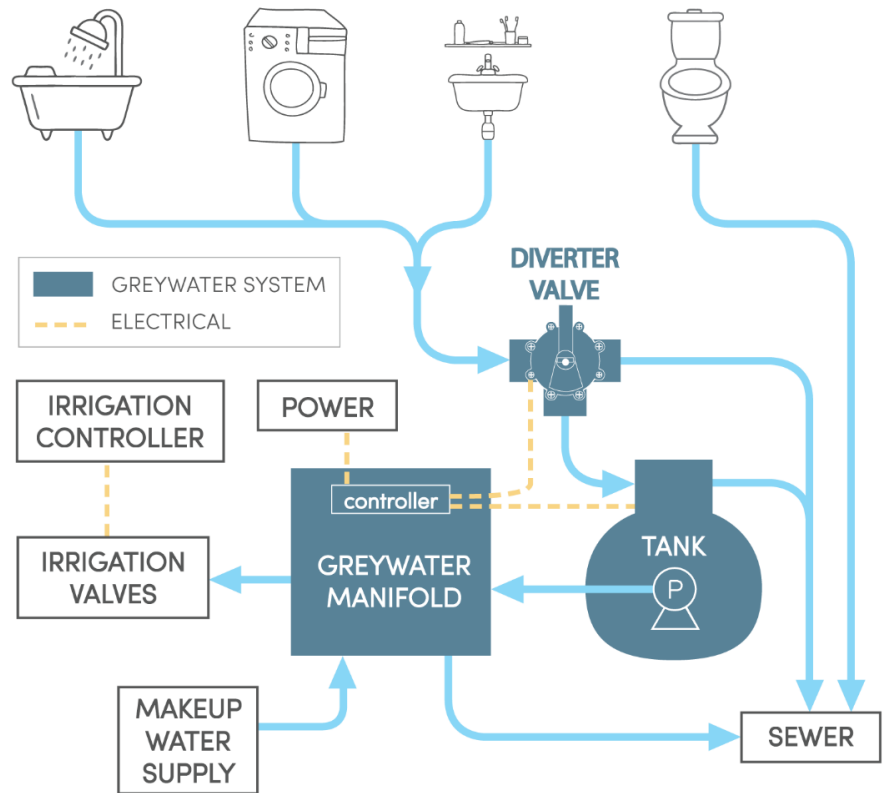 DIVERTER
VALVE
GREYWATER SYSTEM
ELECTRICAL
IRRIGATION
CONTROLLER
POWER
controller
GREYWATER
MANIFOLD
TANK
P
IRRIGATION
VALVES
MAKEUP
WATER
SUPPLY
SEWER